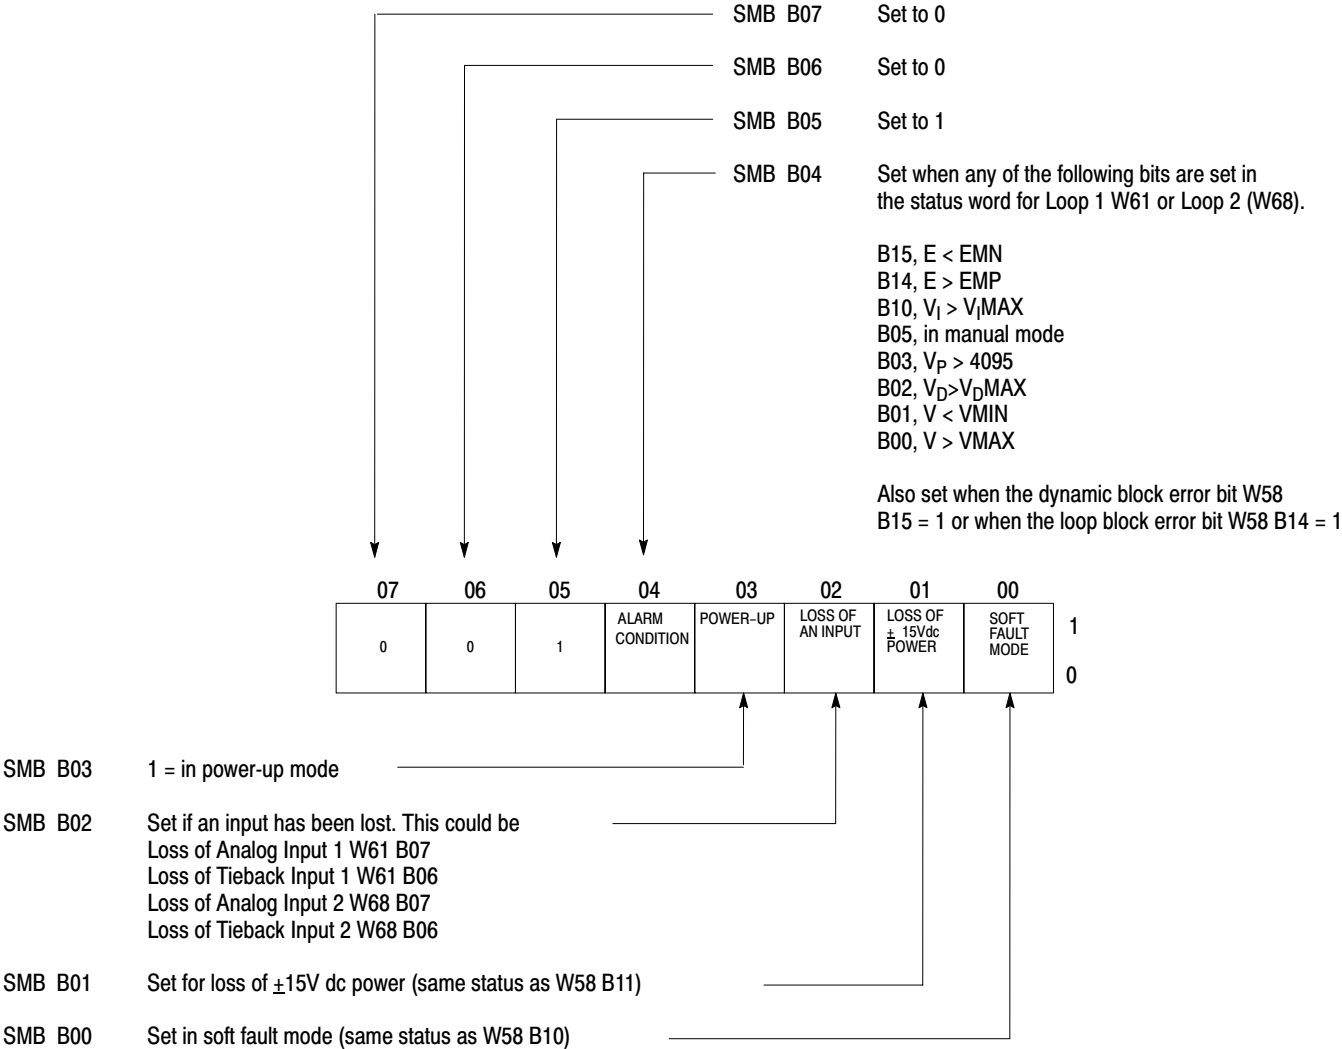 SMB B07 Set to 0
SMB B06 Set to 0
SMB B05 Set to 1
SMB B04 Set when any of the following bits are set in
the status word for Loop 1 W61 or Loop 2 (W68).
B15, E < EMN
B14, E > EMP
B10, VI > VIMAX
B05, in manual mode
B03, VP > 4095
B02, VD>VDMAX
B01, V < VMIN
B00, V > VMAX
Also set when the dynamic block error bit W58
B15 = 1 or when the loop block error bit W58 B14 = 1
07 06 05 04 03 02 01 00
0 0 1
ALARM
CONDITION
POWER-UP
LOSS OF
AN INPUT
LOSS OF
± 15Vdc
POWER
SOFT
FAULT
MODE
1
0
SMB B03 1 = in power-up mode
SMB B02 Set if an input has been lost. This could be
Loss of Analog Input 1 W61 B07
Loss of Tieback Input 1 W61 B06
Loss of Analog Input 2 W68 B07
Loss of Tieback Input 2 W68 B06
SMB B01 Set for loss of ±15V dc power (same status as W58 B11)
SMB B00 Set in soft fault mode (same status as W58 B10)